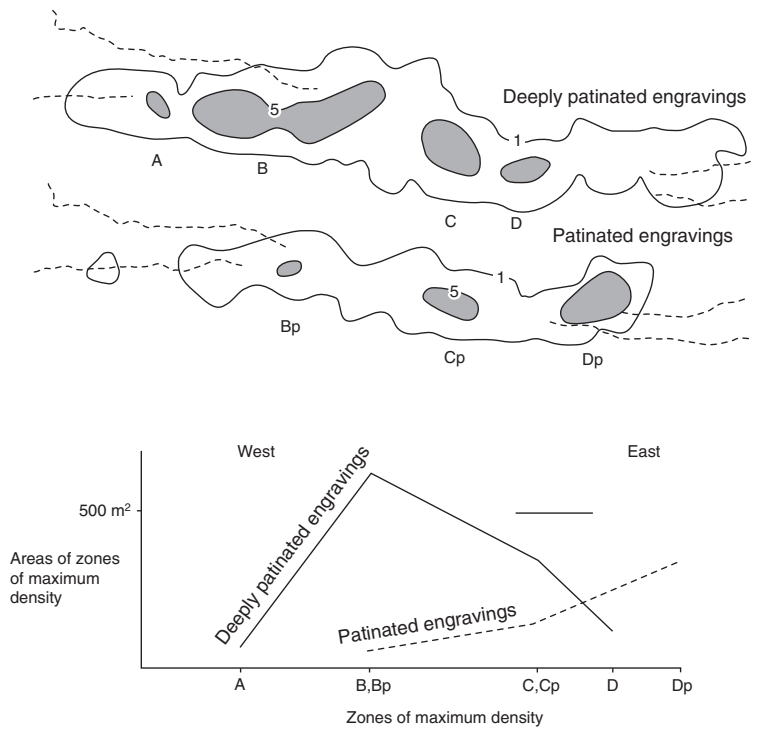 Deeply patinated engravings
5
1
A
B
C
D
Patinated engravings
1
5
Bp
Cp
Dp
West
East
Deeply patinated engravings
500 m²
Areas of zones
of maximum
density
Patinated engravings
A
B,Bp
C,Cp
D
Dp
Zones of maximum density